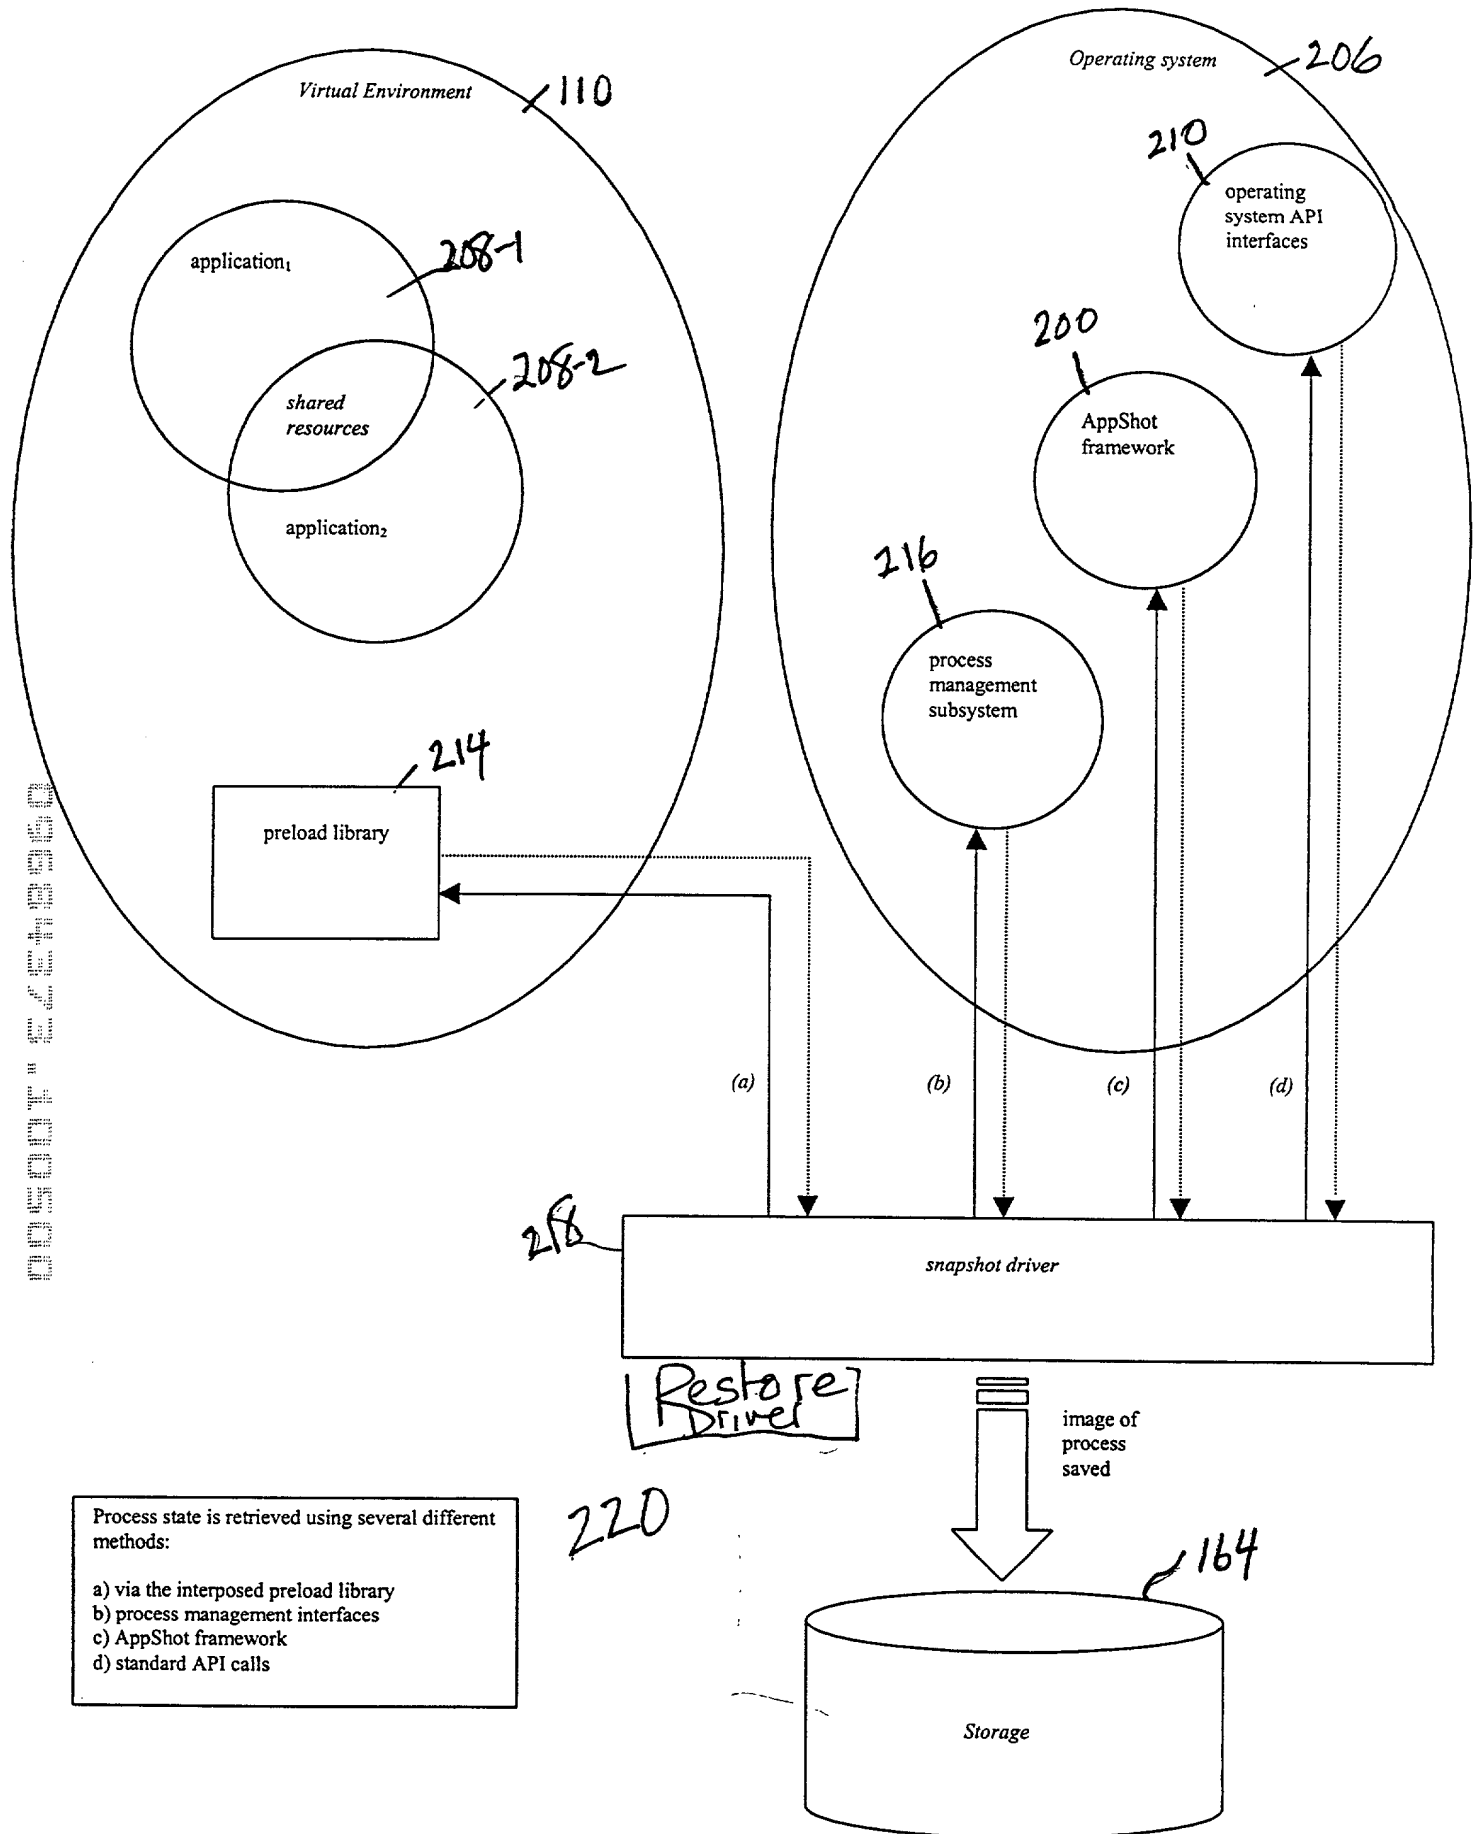 Virtual Environment
110
Operating system
206
210
operating
system API
interfaces
application₁
208-1
200
208-2
shared
resources
AppShot
framework
application₂
216
process
management
subsystem
214
preload library
(a)
(b)
(c)
(d)
218
snapshot driver
Restore
Driver
image of
process
saved
220
Process state is retrieved using several different
methods:
a) via the interposed preload library
b) process management interfaces
c) AppShot framework
d) standard API calls
164
Storage